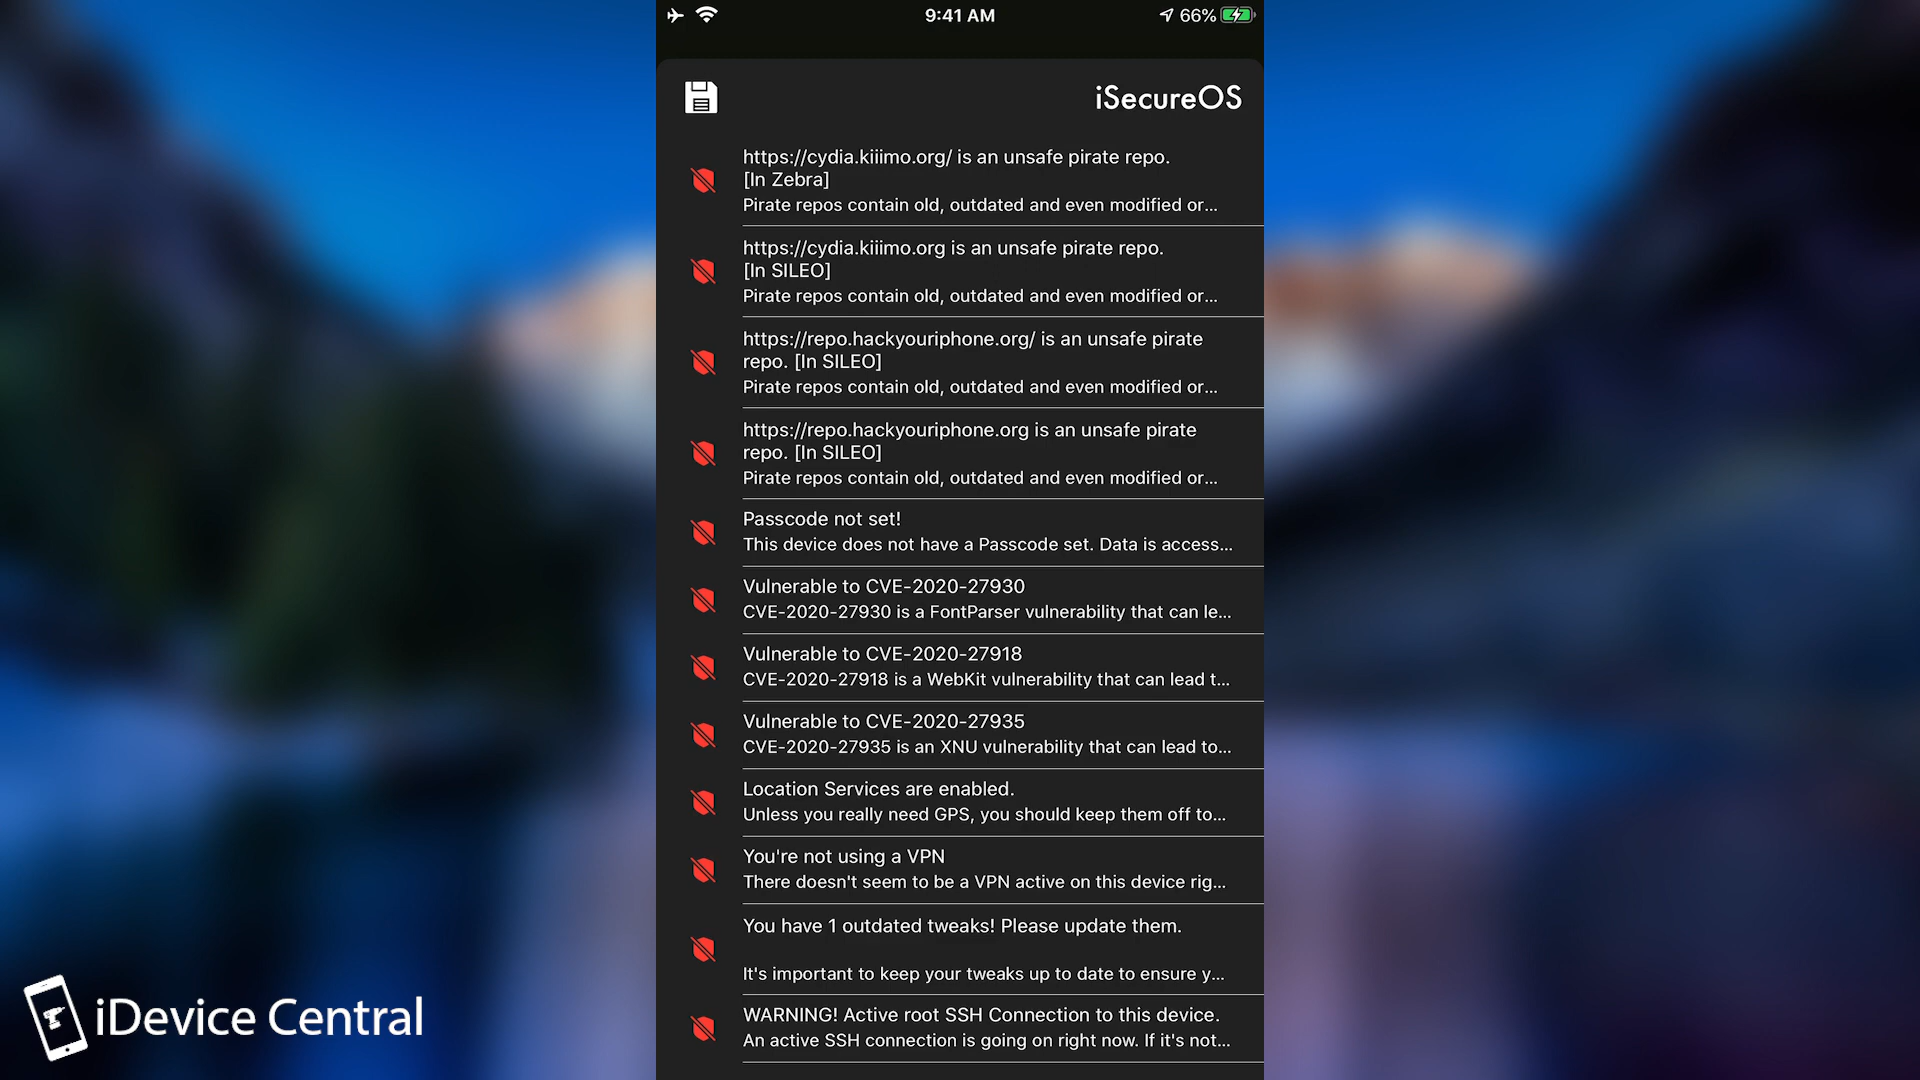 9:41 AM
66%
iSecureOS
https://cydia.kiiimo.org/ is an unsafe pirate repo.
[In Zebra]
Pirate repos contain old, outdated and even modified or...
https://cydia.kiiimo.org is an unsafe pirate repo.
[In SILEO]
Pirate repos contain old, outdated and even modified or...
https://repo.hackyouriphone.org/ is an unsafe pirate
repo. [In SILEO]
Pirate repos contain old, outdated and even modified or...
https://repo.hackyouriphone.org is an unsafe pirate
repo. [In SILEO]
Pirate repos contain old, outdated and even modified or...
Passcode not set!
This device does not have a Passcode set. Data is access...
Vulnerable to CVE-2020-27930
CVE-2020-27930 is a FontParser vulnerability that can le...
Vulnerable to CVE-2020-27918
CVE-2020-27918 is a WebKit vulnerability that can lead t...
Vulnerable to CVE-2020-27935
CVE-2020-27935 is an XNU vulnerability that can lead to...
Location Services are enabled.
Unless you really need GPS, you should keep them off to...
You're not using a VPN
There doesn't seem to be a VPN active on this device rig...
You have 1 outdated tweaks! Please update them.
It's important to keep your tweaks up to date to ensure y...
WARNING! Active root SSH Connection to this device.
An active SSH connection is going on right now. If it's not...
iDevice Central